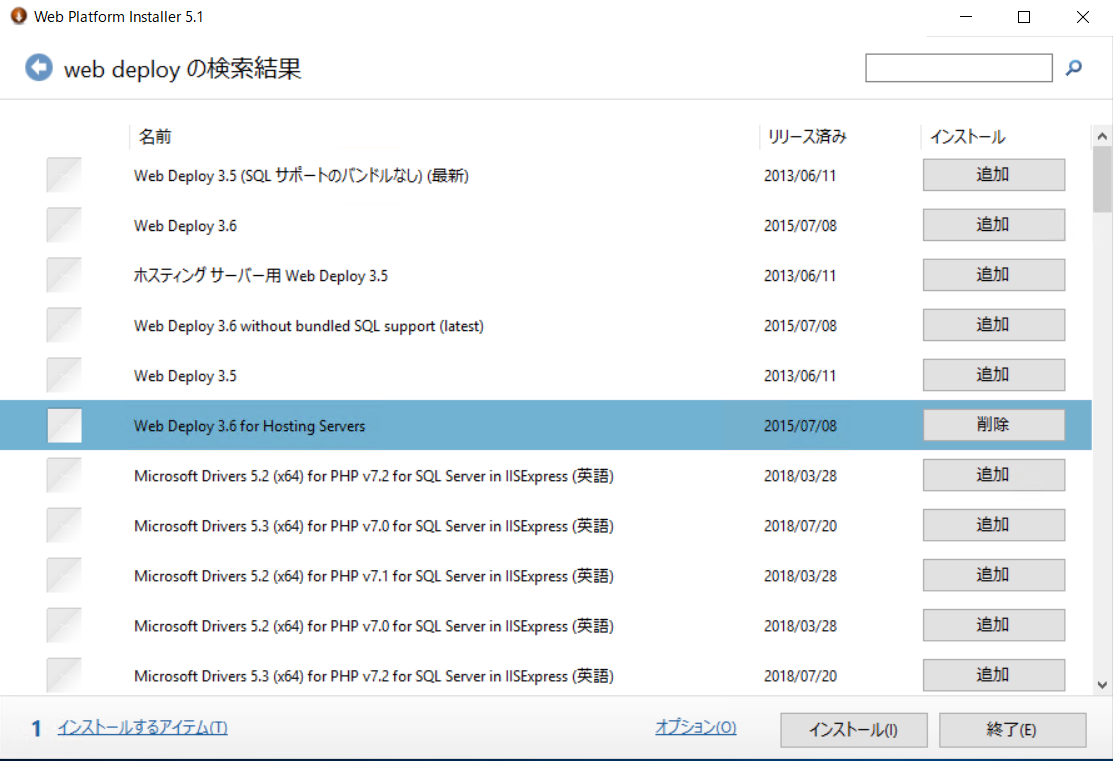 Web Platform Installer 5.1
web deploy の検索結果
名前 リリース済み インストール
Web Deploy 3.5 (SQL サポートのバンドルなし) (最新) 2013/06/11 追加
Web Deploy 3.6 2015/07/08 追加
ホスティング サーバー用 Web Deploy 3.5 2013/06/11 追加
Web Deploy 3.6 without bundled SQL support (latest) 2015/07/08 追加
Web Deploy 3.5 2013/06/11 追加
Web Deploy 3.6 for Hosting Servers 2015/07/08 削除
Microsoft Drivers 5.2 (x64) for PHP v7.2 for SQL Server in IISExpress (英語) 2018/03/28 追加
Microsoft Drivers 5.3 (x64) for PHP v7.0 for SQL Server in IISExpress (英語) 2018/07/20 追加
Microsoft Drivers 5.2 (x64) for PHP v7.1 for SQL Server in IISExpress (英語) 2018/03/28 追加
Microsoft Drivers 5.2 (x64) for PHP v7.0 for SQL Server in IISExpress (英語) 2018/03/28 追加
Microsoft Drivers 5.3 (x64) for PHP v7.2 for SQL Server in IISExpress (英語) 2018/07/20 追加
1 インストールするアイテム(T) オプション(O) インストール(I) 終了(E)